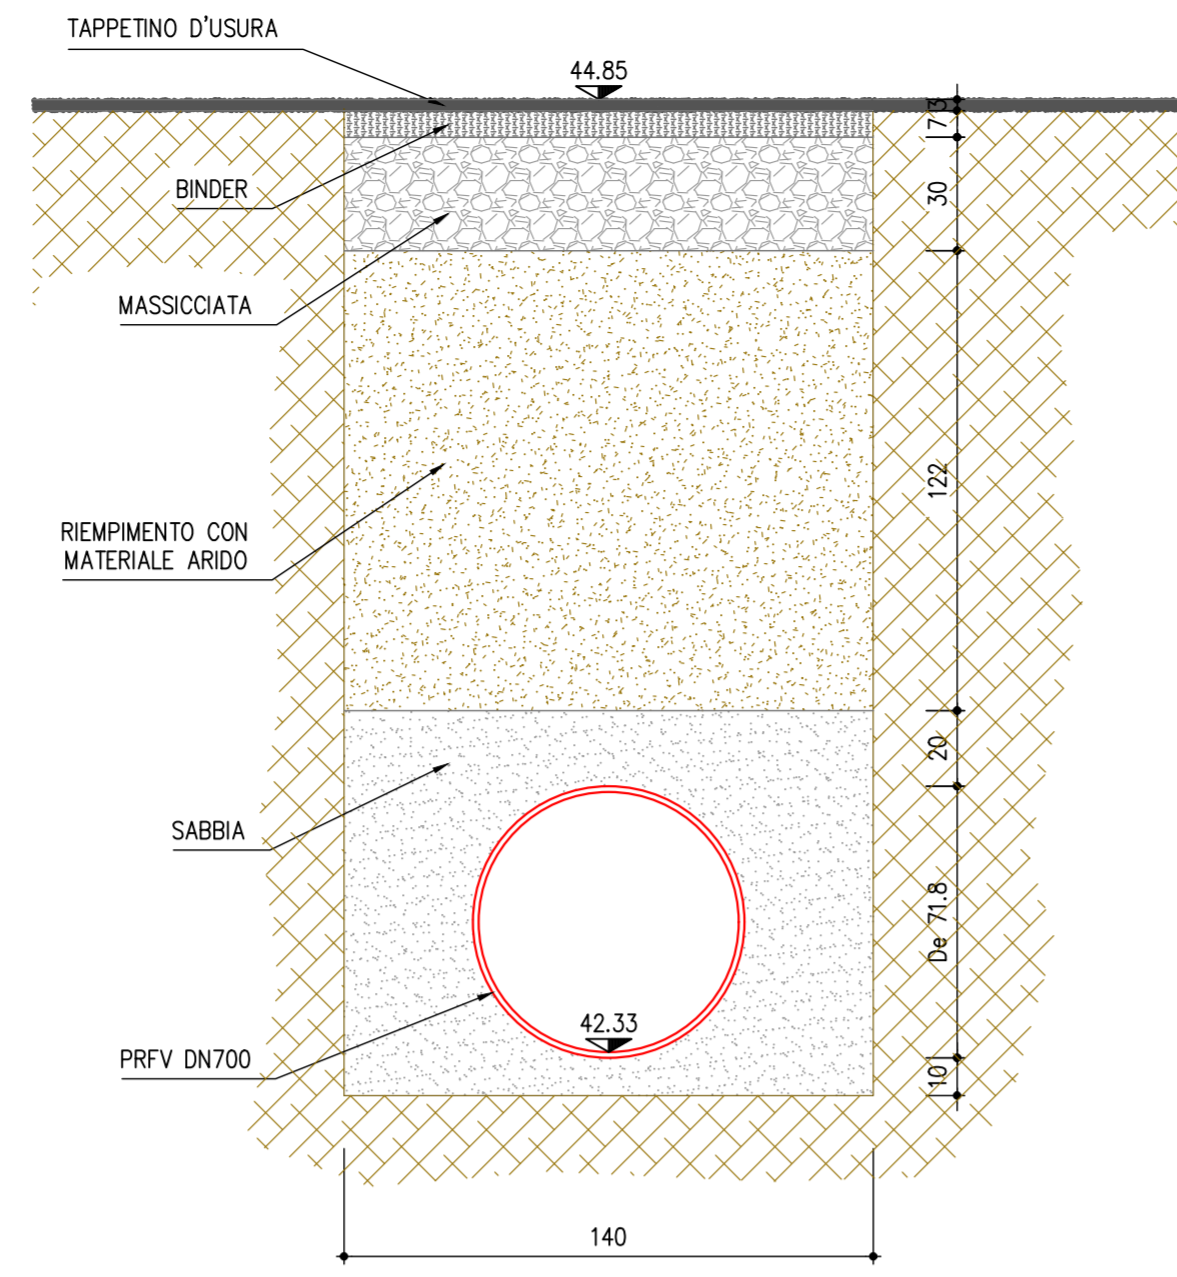 TAPPETINO D'USURA
44.85
3
7
BINDER
30
MASSICCIATA
122
RIEMPIMENTO CON
MATERIALE ARIDO
20
SABBIA
De 71.8
42.33
PRFV DN700
10
140